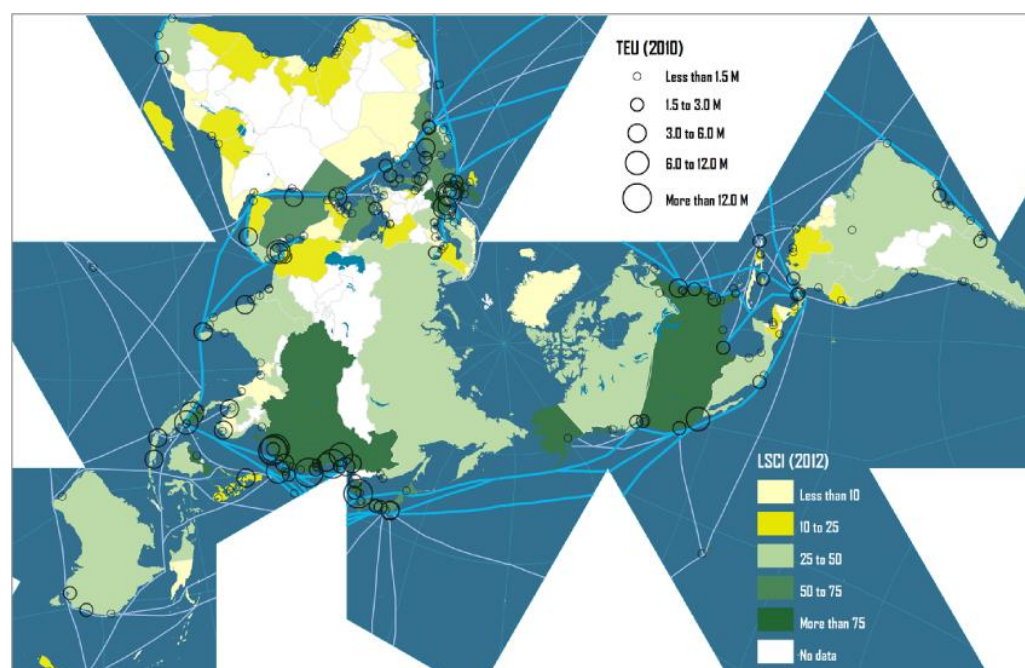 TEU (2010)
Less than 1.5 M
1.5 to 3.0 M
3.0 to 6.0 M
6.0 to 12.0 M
More than 12.0 M
LSCI (2012)
Less than 10
10 to 25
25 to 50
50 to 75
More than 75
No data